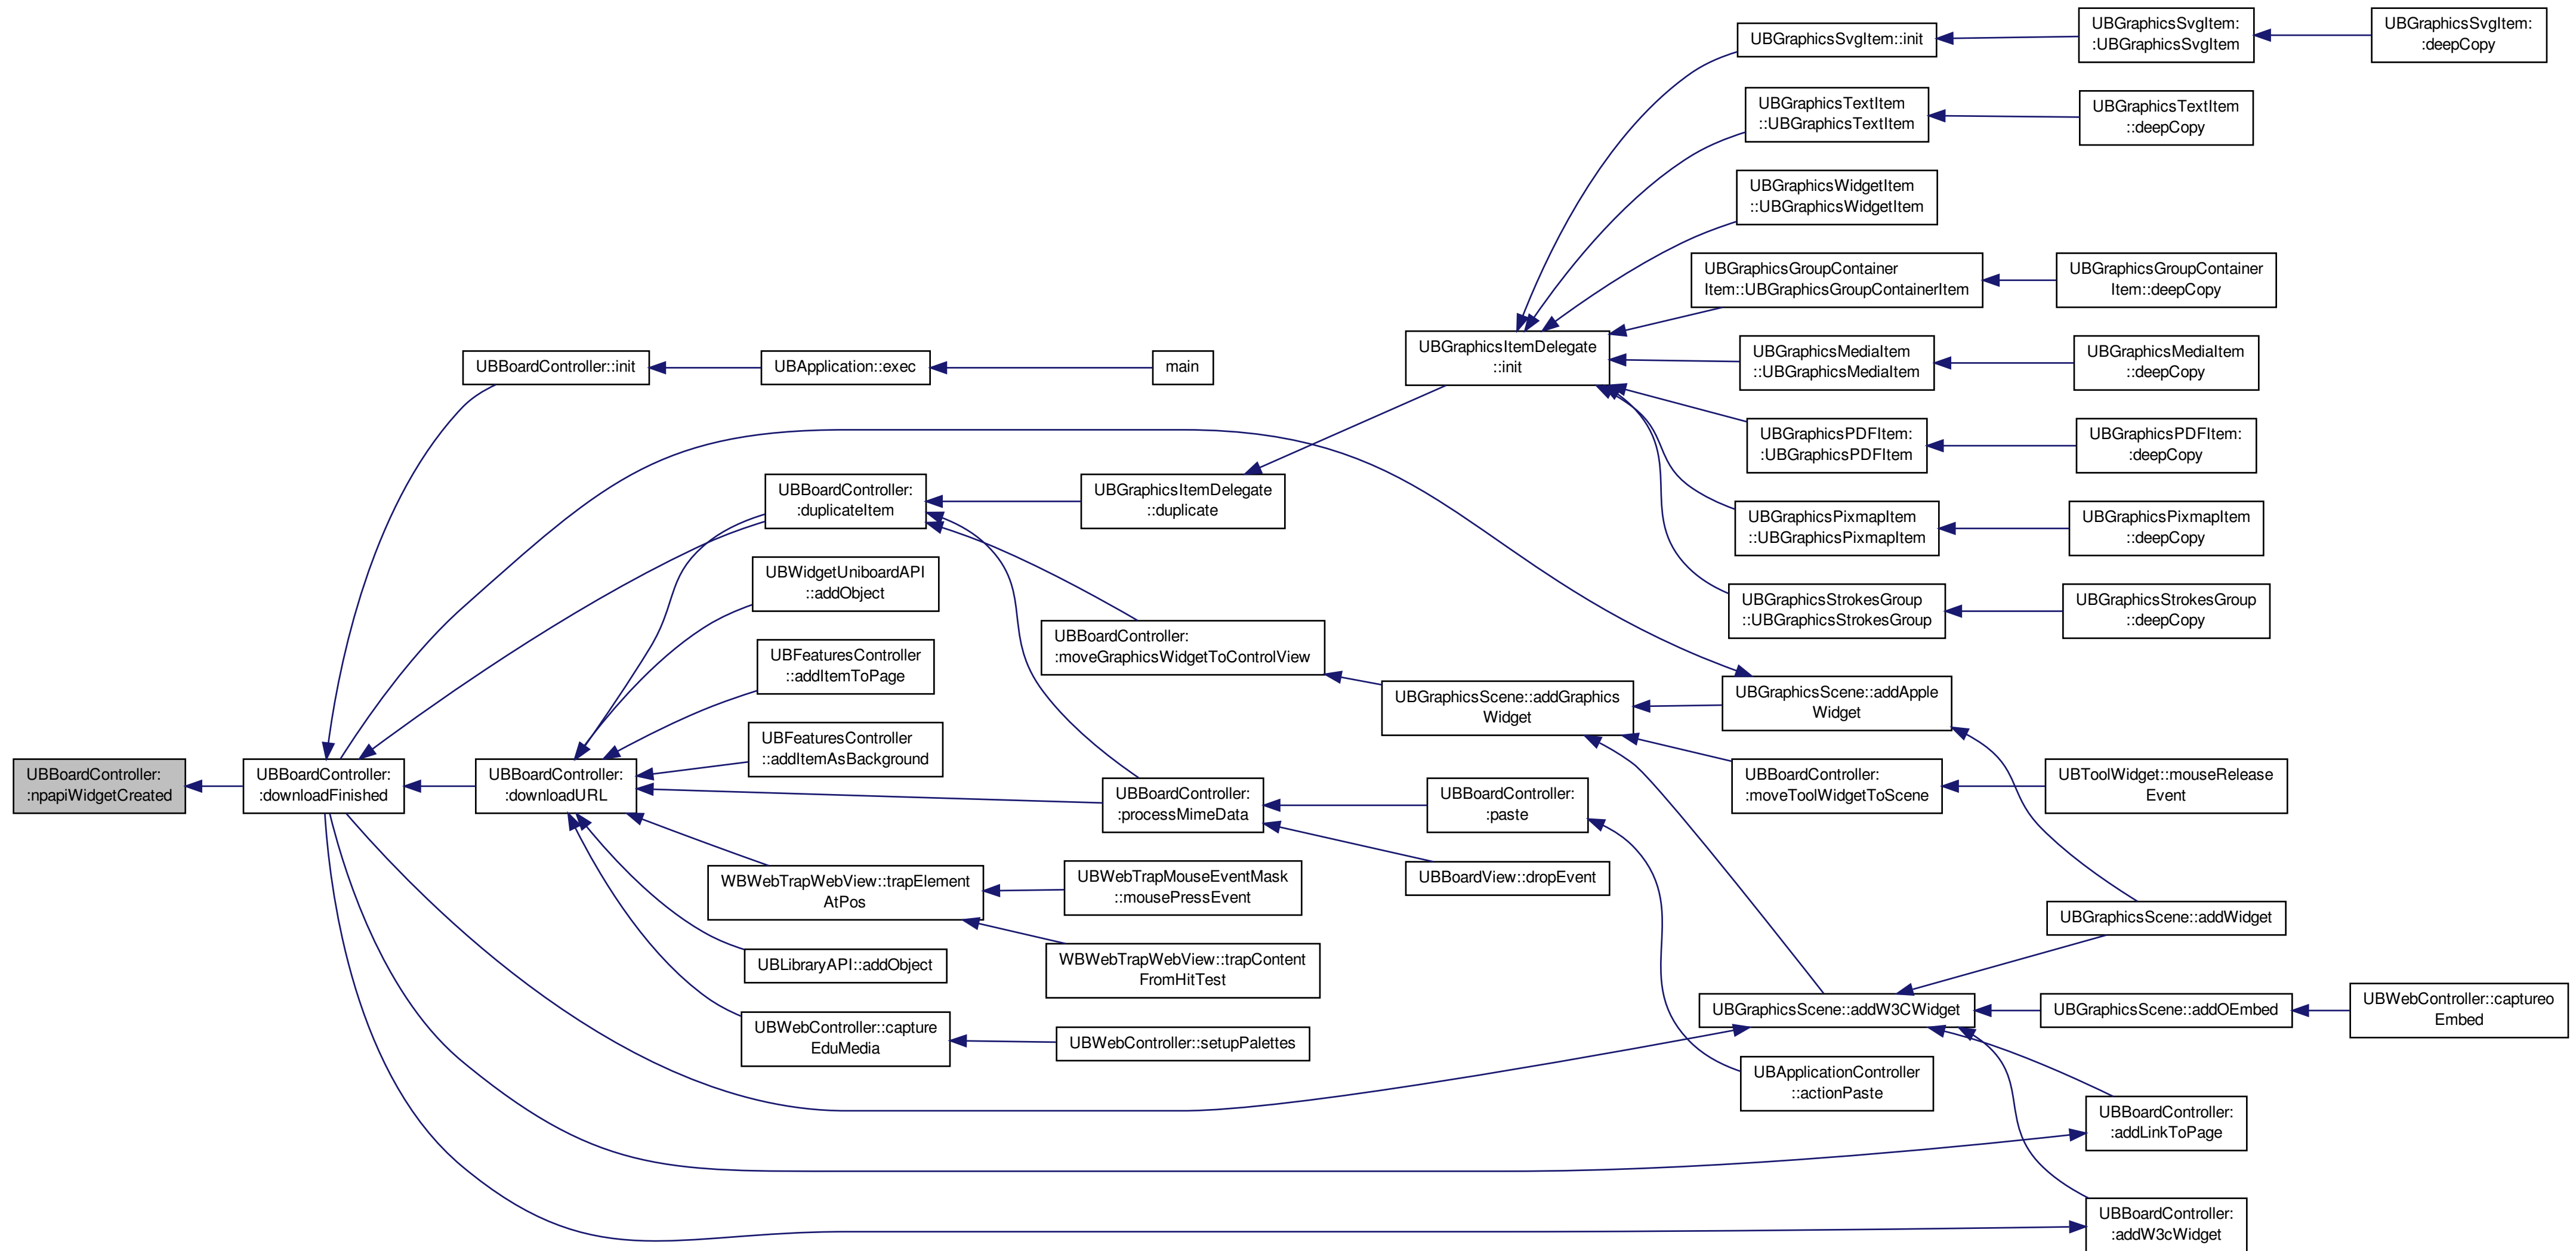 UBGraphicsSvgItem::init
UBGraphicsSvgItem:
:UBGraphicsSvgItem
UBGraphicsSvgItem:
:deepCopy
UBGraphicsTextItem
::UBGraphicsTextItem
UBGraphicsTextItem
::deepCopy
UBGraphicsWidgetItem
::UBGraphicsWidgetItem
UBGraphicsGroupContainer
Item::UBGraphicsGroupContainerItem
UBGraphicsGroupContainer
Item::deepCopy
UBGraphicsItemDelegate
::init
UBGraphicsMediaItem
::UBGraphicsMediaItem
UBGraphicsMediaItem
::deepCopy
UBBoardController::init
UBApplication::exec
main
UBGraphicsPDFItem:
:UBGraphicsPDFItem
UBGraphicsPDFItem:
:deepCopy
UBBoardController:
:duplicateItem
UBGraphicsItemDelegate
::duplicate
UBGraphicsPixmapItem
::UBGraphicsPixmapItem
UBGraphicsPixmapItem
::deepCopy
UBWidgetUniboardAPI
::addObject
UBGraphicsStrokesGroup
::UBGraphicsStrokesGroup
UBGraphicsStrokesGroup
::deepCopy
UBFeaturesController
::addItemToPage
UBBoardController:
:moveGraphicsWidgetToControlView
UBGraphicsScene::addGraphics
Widget
UBGraphicsScene::addApple
Widget
UBFeaturesController
::addItemAsBackground
UBBoardController:
:npapiWidgetCreated
UBBoardController:
:downloadFinished
UBBoardController:
:downloadURL
UBBoardController:
:processMimeData
UBBoardController:
:paste
UBBoardController:
:moveToolWidgetToScene
UBToolWidget::mouseRelease
Event
UBBoardView::dropEvent
WBWebTrapWebView::trapElement
AtPos
UBWebTrapMouseEventMask
::mousePressEvent
UBGraphicsScene::addWidget
UBLibraryAPI::addObject
WBWebTrapWebView::trapContent
FromHitTest
UBGraphicsScene::addW3CWidget
UBGraphicsScene::addOEmbed
UBWebController::captureo
Embed
UBWebController::capture
EduMedia
UBWebController::setupPalettes
UBApplicationController
::actionPaste
UBBoardController:
:addLinkToPage
UBBoardController:
:addW3cWidget